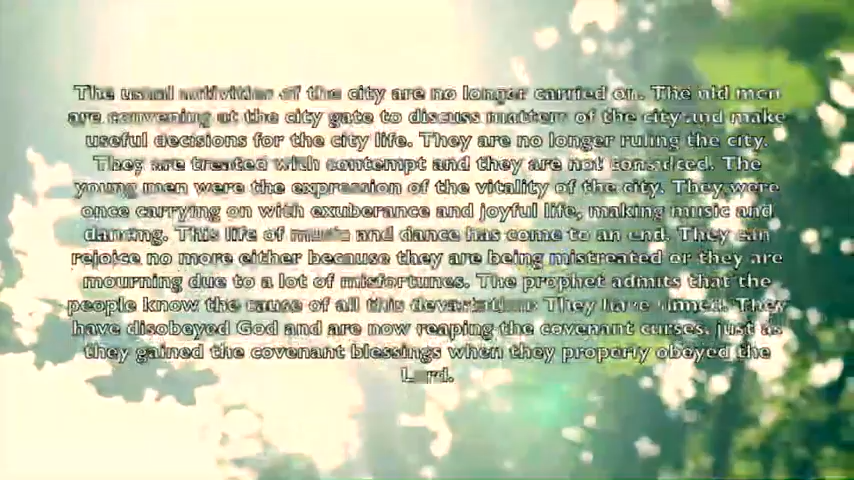 The usual activities of the city are no longer carried on. The old men
are convening at the city gate to discuss matters of the city and make
useful decisions for the city life. They are no longer ruling the city.
They are treated with contempt and they are not The
young men were the expression of the vitality of the city. They were
once carrying on with exuberance and joyful life, making music and
dancing. This life of music and dance has come to an end. They can
rejoice no more either because they are being mistreated or they are
mourning due to a lot of misfortunes. The prophet admits that the
people know the cause of all this devastation: They have sinned. They
have disobeyed God and are now reaping the covenant curses, just as
they gained the covenant blessings when they properly obeyed the
Lord.